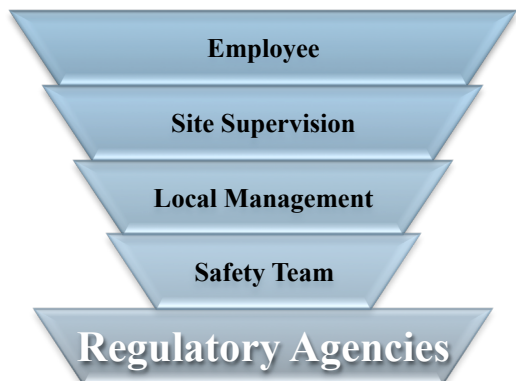 Employee
Site Supervision
Local Management
Safety Team
Regulatory Agencies